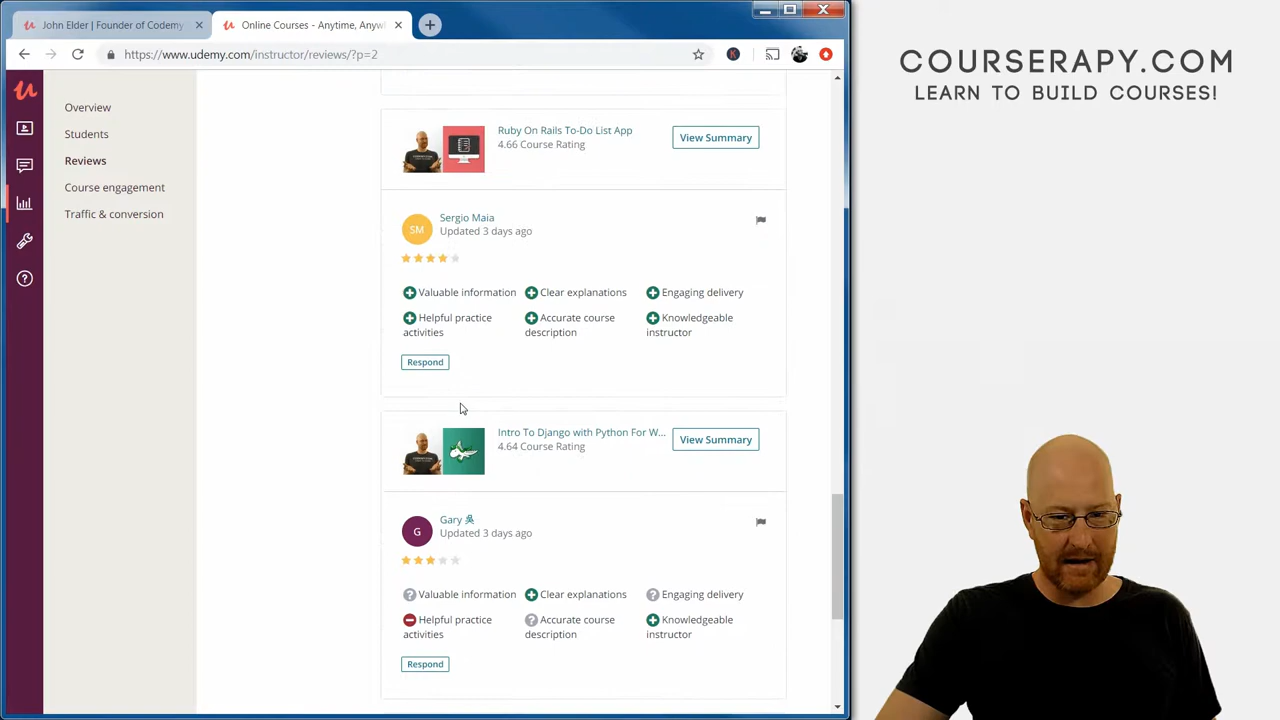 John Elder | Founder of Codemy
Online Courses - Anytime, Anyw
https://www.udemy.com/instructor/reviews/?p=2
COURSERAPY.COM
LEARN TO BUILD COURSES!
Overview
Students
Reviews
Course engagement
Traffic & conversion
Ruby On Rails To-Do List App
4.66 Course Rating
View Summary
SM
Sergio Maia
Updated 3 days ago
Valuable information
Clear explanations
Engaging delivery
Helpful practice
activities
Accurate course
description
Knowledgeable
instructor
Respond
Intro To Django with Python For W...
4.64 Course Rating
View Summary
G
Gary 吳
Updated 3 days ago
Valuable information
Clear explanations
Engaging delivery
Helpful practice
activities
Accurate course
description
Knowledgeable
instructor
Respond